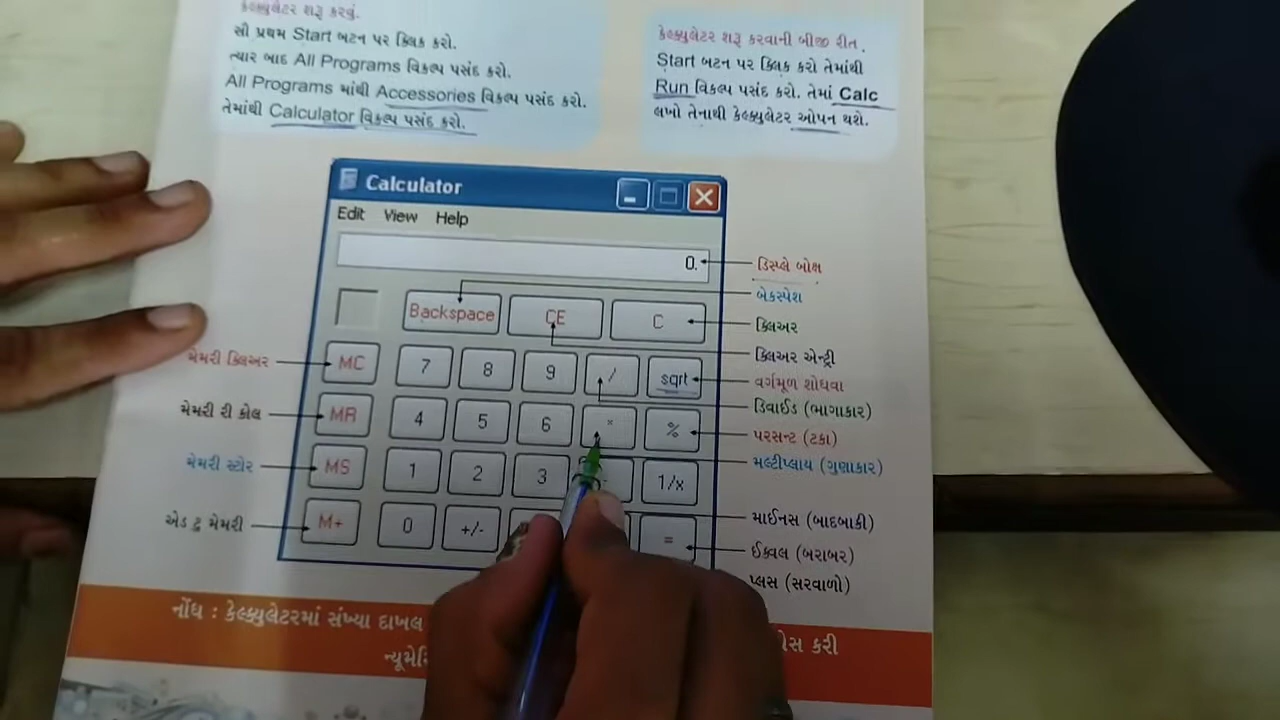 કેલ્ક્યુલેટર શરૂ કરવું.
સૌ પ્રથમ Start બટન પર ક્લિક કરો.
ત્યાર બાદ All Programs વિકલ્પ પસંદ કરો.
All Programs માંથી Accessories વિકલ્પ પસંદ કરો.
તેમાંથી Calculator વિકલ્પ પસંદ કરો.
કેલ્ક્યુલેટર શરૂ કરવાની બીજી રીત.
Start બટન પર ક્લિક કરો તેમાંથી
Run વિકલ્પ પસંદ કરો. તેમાં Calc
લખો તેનાથી કેલ્ક્યુલેટર ઓપન થશે.
Calculator
Edit View Help
0. ડિસ્પ્લે બોક્ષ
બેકસ્પેશ
Backspace CE C ક્લિઅર
ક્લિઅર એન્ટ્રી
મેમરી ક્લિઅર MC 7 8 9 / sqrt વર્ગમૂળ શોધવા
ડિવાઈડ (ભાગાકાર)
મેમરી રી કોલ MR 4 5 6 * % પરસન્ટ (ટકા)
મેમરી સ્ટોર MS 1 2 3 - 1/x મલ્ટીપ્લાય (ગુણાકાર)
માઈનસ (બાદબાકી)
એડ ટુ મેમરી M+ 0 +/- = ઈક્વલ (બરાબર)
પ્લસ (સરવાળો)
નોંધ : કેલ્ક્યુલેટરમાં સંખ્યા દાખલ કરી